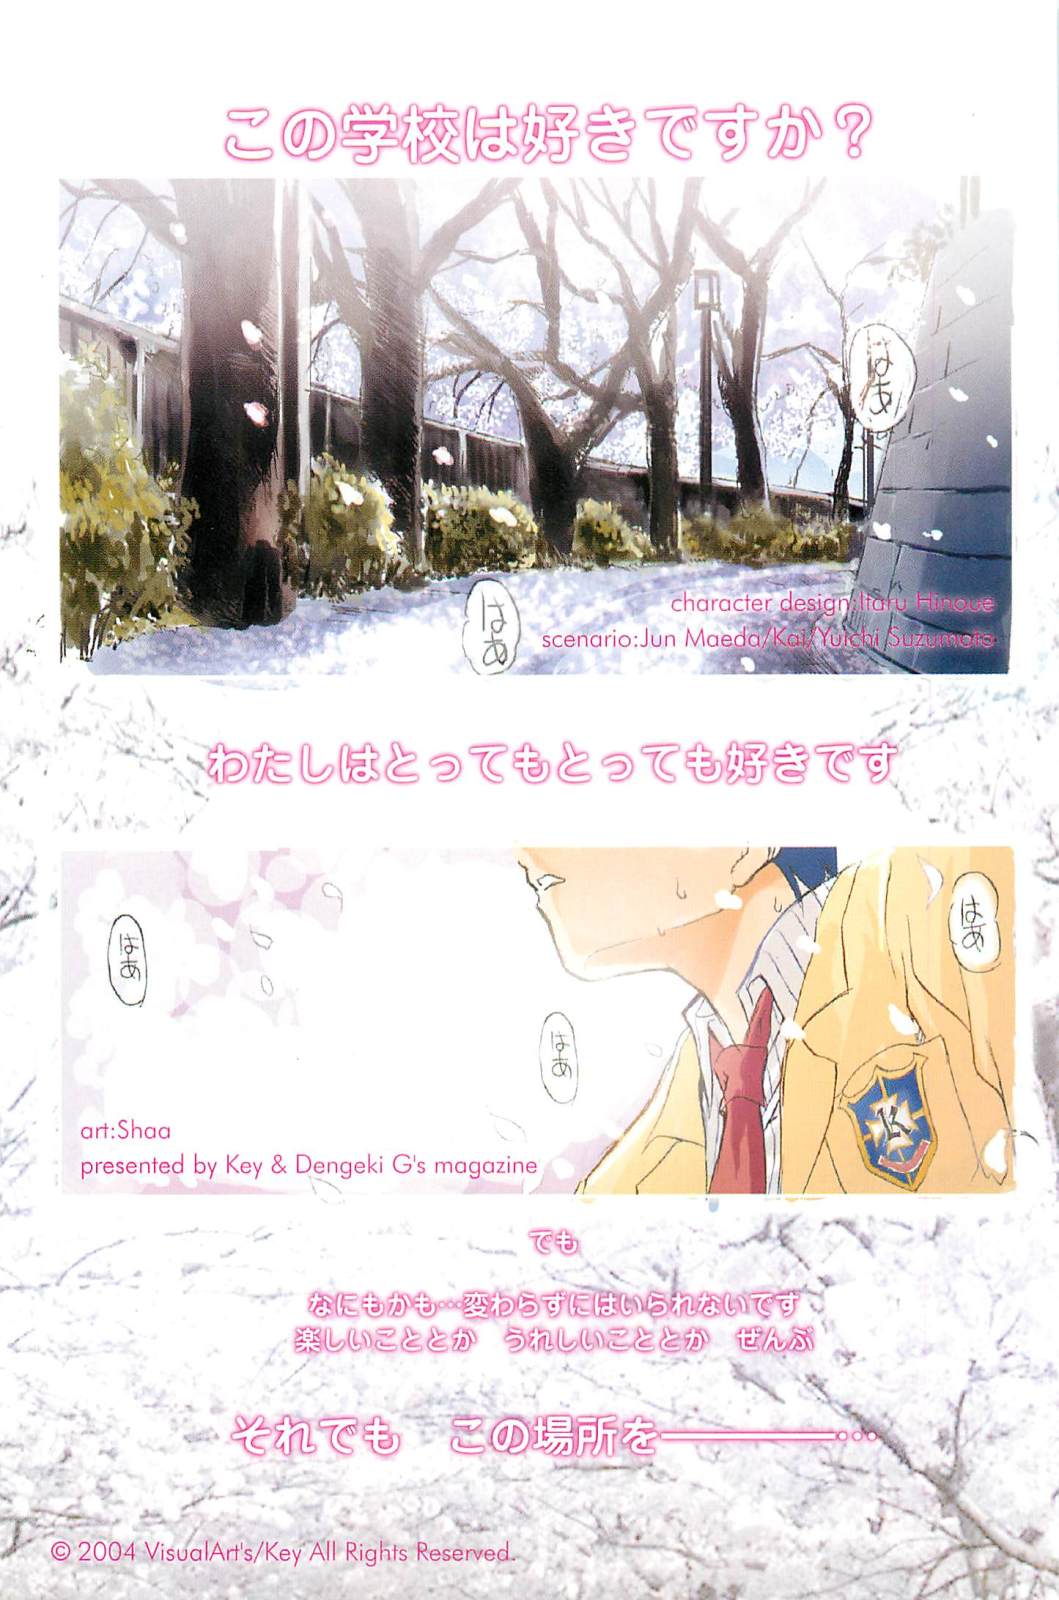 この学校は好きですか？
はあ
はあ
character design:Itaru Hinoue
scenario:Jun Maeda/Kai/Yuichi Suzumoto
わたしはとってもとっても好きです
はあ
はあ
はあ
art:Shaa
presented by Key & Dengeki G's magazine
でも
なにもかも…変わらずにはいられないです
楽しいこととか　うれしいこととか　ぜんぶ
それでも　この場所を――――…
© 2004 VisualArt's/Key All Rights Reserved.